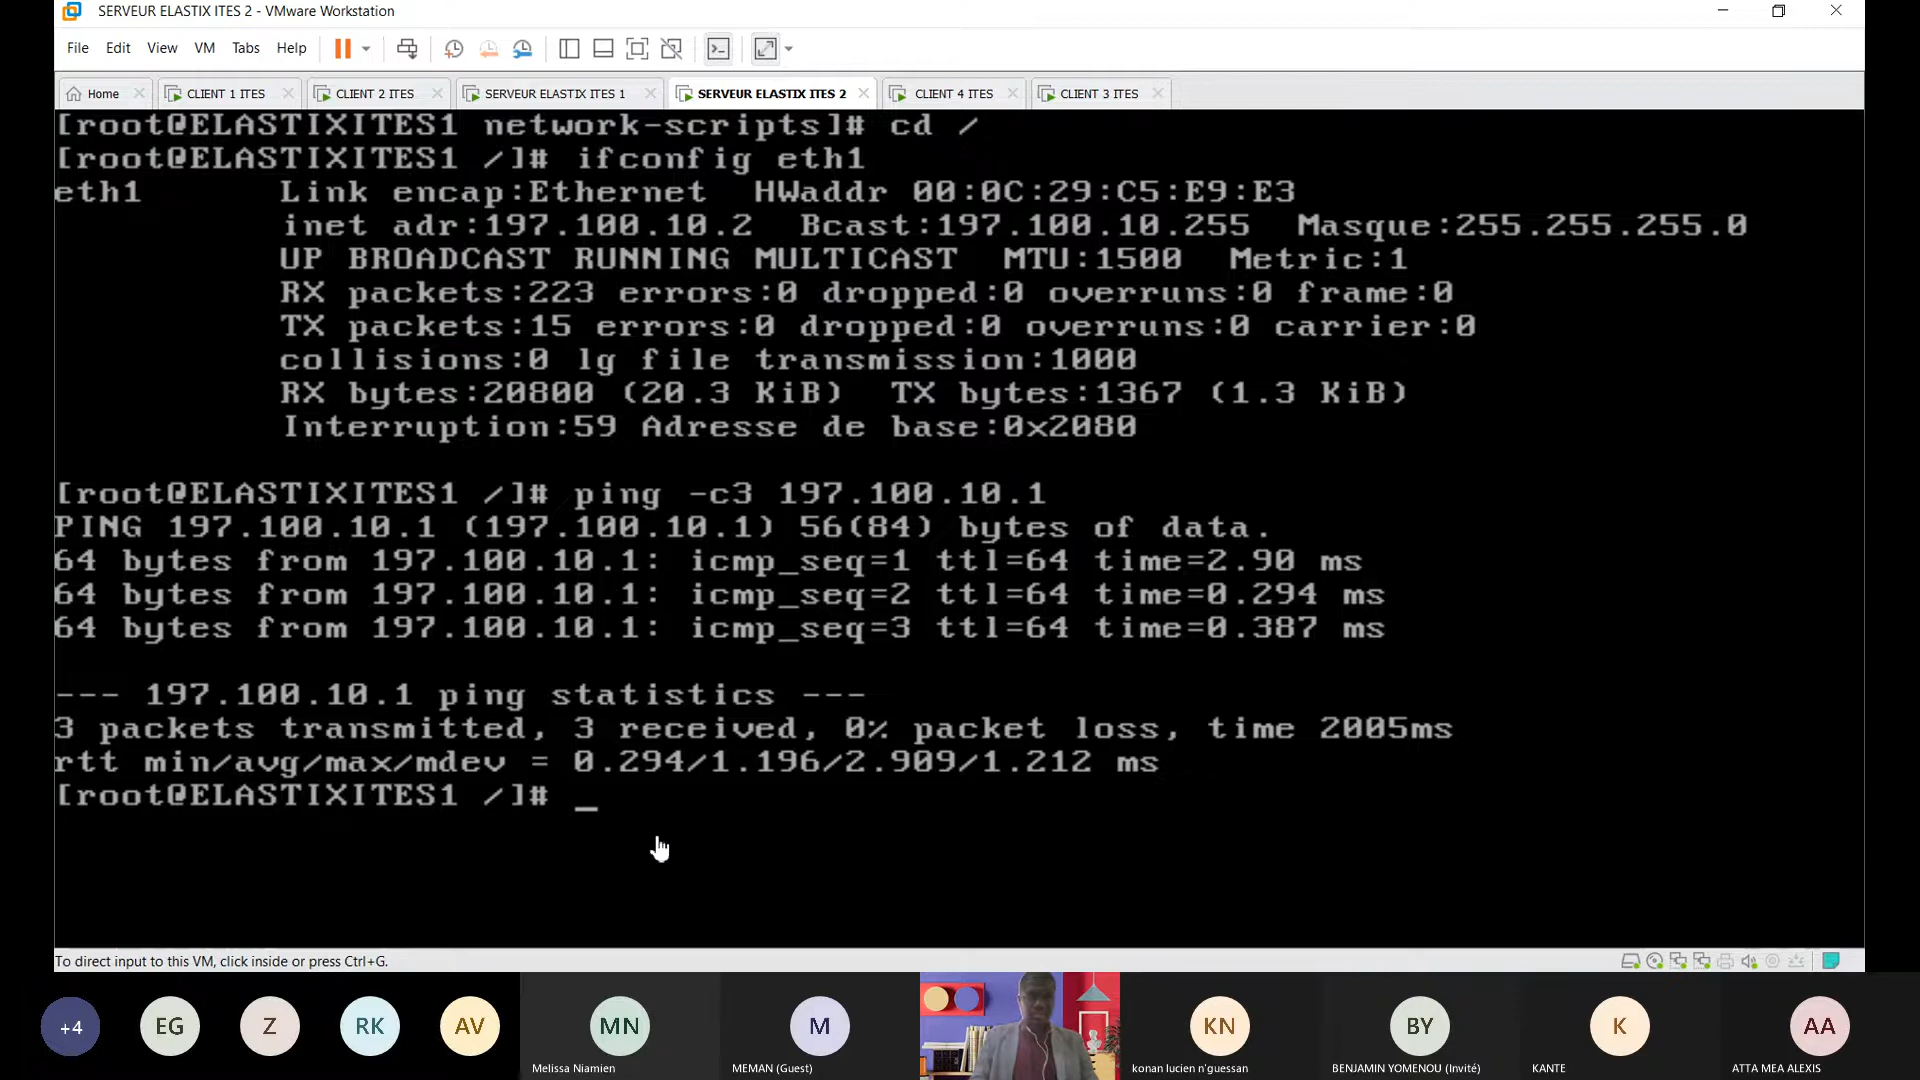 SERVEUR ELASTIX ITES 2 - VMware Workstation
File Edit View VM Tabs Help
Home CLIENT 1 ITES CLIENT 2 ITES SERVEUR ELASTIX ITES 1 SERVEUR ELASTIX ITES 2 CLIENT 4 ITES CLIENT 3 ITES
[root@ELASTIXITES1 network-scripts]# cd /
[root@ELASTIXITES1 /]# ifconfig eth1
eth1 Link encap:Ethernet HWaddr 00:0C:29:C5:E9:E3
inet adr:197.100.10.2 Bcast:197.100.10.255 Masque:255.255.255.0
UP BROADCAST RUNNING MULTICAST MTU:1500 Metric:1
RX packets:223 errors:0 dropped:0 overruns:0 frame:0
TX packets:15 errors:0 dropped:0 overruns:0 carrier:0
collisions:0 lg file transmission:1000
RX bytes:20800 (20.3 KiB) TX bytes:1367 (1.3 KiB)
Interruption:59 Adresse de base:0x2080
[root@ELASTIXITES1 /]# ping -c3 197.100.10.1
PING 197.100.10.1 (197.100.10.1) 56(84) bytes of data.
64 bytes from 197.100.10.1: icmp_seq=1 ttl=64 time=2.90 ms
64 bytes from 197.100.10.1: icmp_seq=2 ttl=64 time=0.294 ms
64 bytes from 197.100.10.1: icmp_seq=3 ttl=64 time=0.387 ms
--- 197.100.10.1 ping statistics ---
3 packets transmitted, 3 received, 0% packet loss, time 2005ms
rtt min/avg/max/mdev = 0.294/1.196/2.909/1.212 ms
[root@ELASTIXITES1 /]# _
To direct input to this VM, click inside or press Ctrl+G.
+4 EG Z RK AV MN M KN BY K AA
Melissa Niamien MEMAN (Guest) konan lucien n'guessan BENJAMIN YOMENOU (Invité) KANTE ATTA MEA ALEXIS